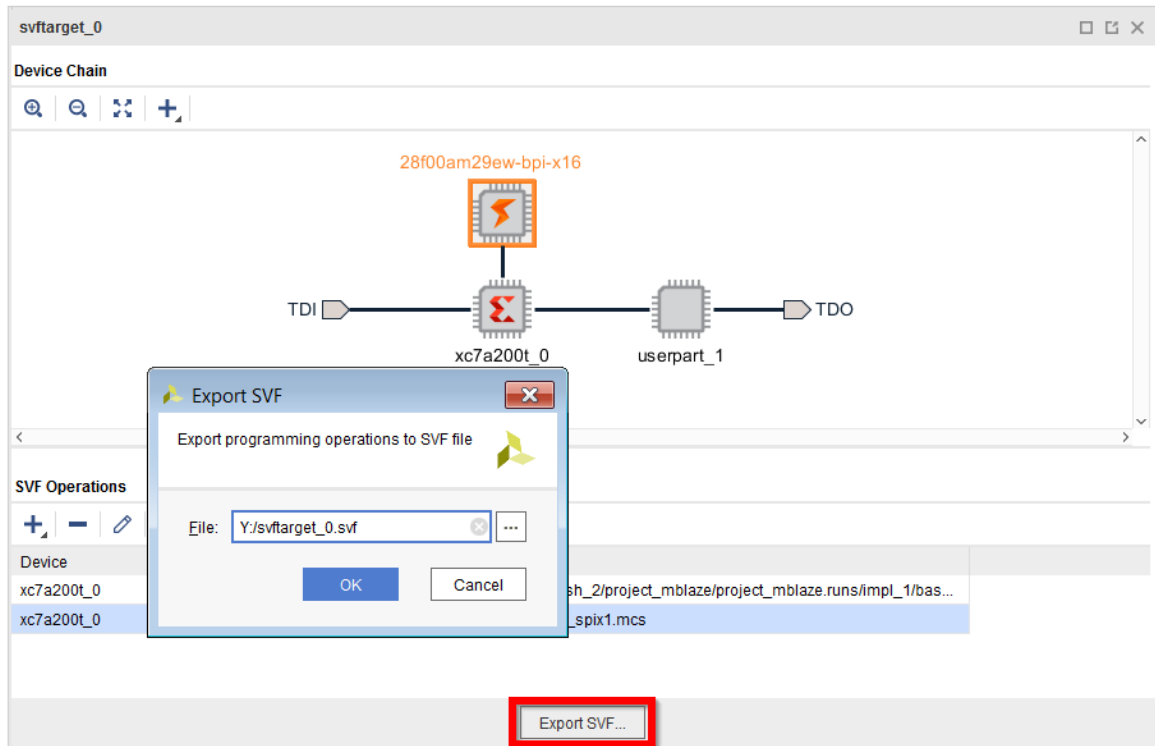 svftarget_0
Device Chain
28f00am29ew-bpi-x16
TDI
TDO
xc7a200t_0
userpart_1
Export SVF
Export programming operations to SVF file
File: Y:/svftarget_0.svf
...
OK
Cancel
SVF Operations
Device
xc7a200t_0 sh_2/project_mblaze/project_mblaze.runs/impl_1/bas...
xc7a200t_0 _spix1.mcs
Export SVF...